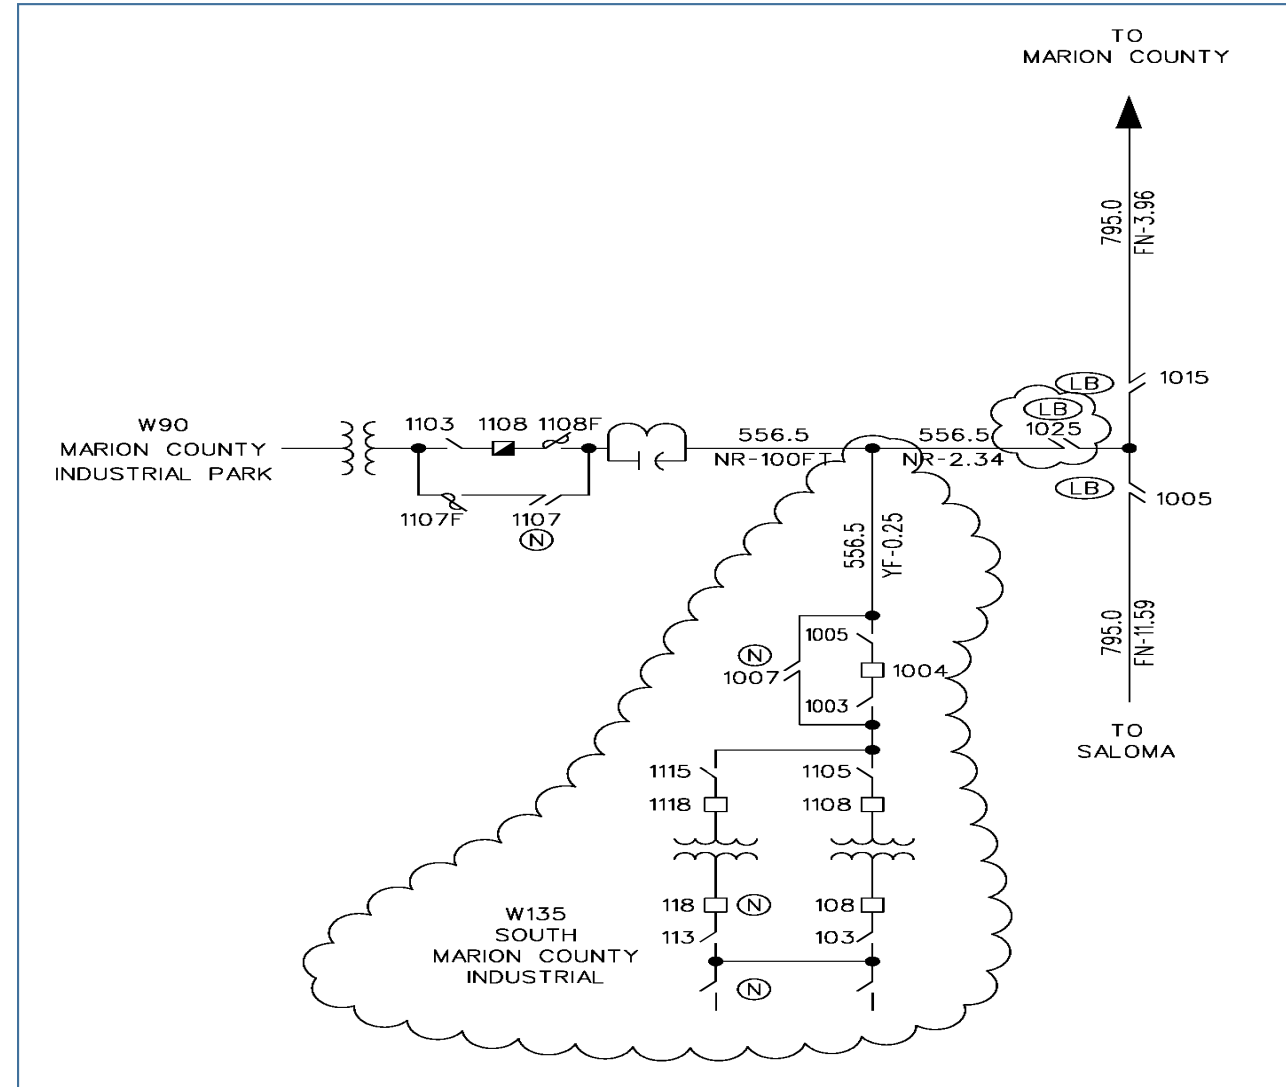 TO
MARION COUNTY
795.0
FN-3.96
LB
1015
LB
1025
W90
MARION COUNTY
INDUSTRIAL PARK
1103
1108
1108F
556.5
NR-100FT
556.5
NR-2.34
1107F
1107
N
LB
1005
556.5
YF-0.25
795.0
FN-11.59
TO
SALOMA
1005
N
1007
1004
1003
1115
1105
1118
1108
118
N
108
113
103
W135
SOUTH
MARION COUNTY
INDUSTRIAL
N